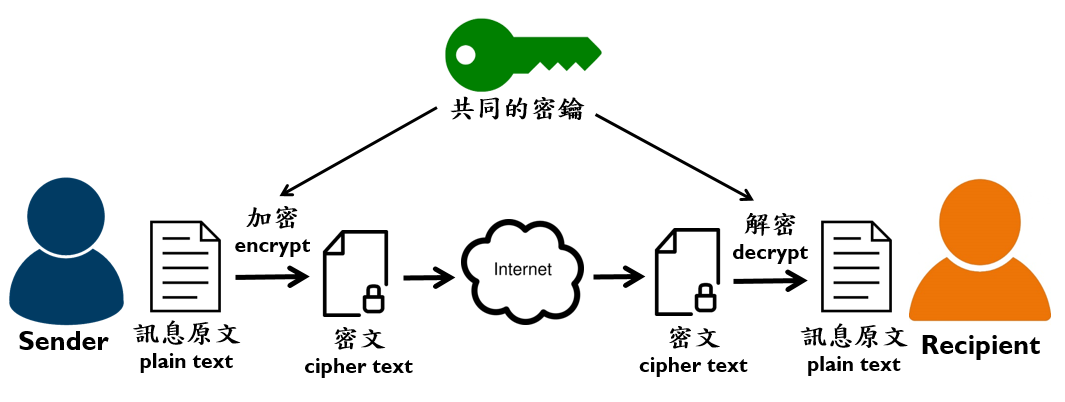 共同的密鑰
加密
encrypt
解密
decrypt
Internet
Sender
訊息原文
plain text
密文
cipher text
密文
cipher text
訊息原文
plain text
Recipient